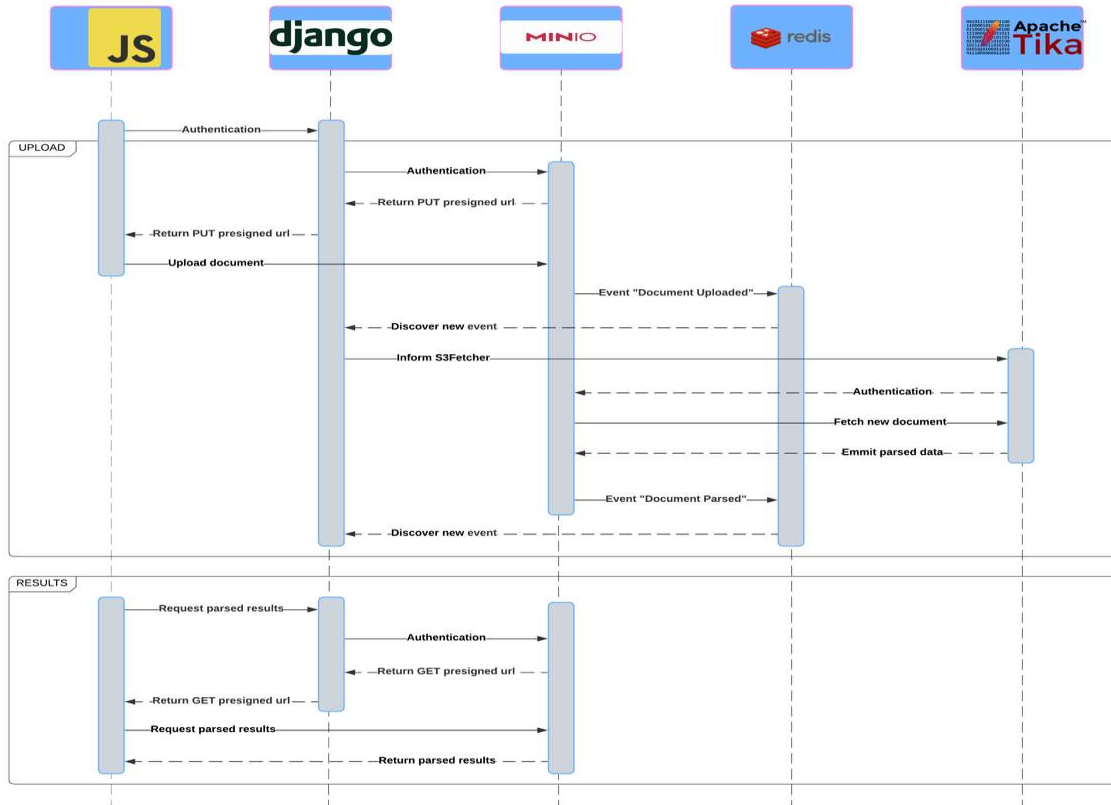 JS
django
MINIO
redis
Apache
Tika
Authentication
UPLOAD
Authentication
Return PUT presigned url
Return PUT presigned url
Upload document
Event "Document Uploaded"
Discover new event
Inform S3Fetcher
Authentication
Fetch new document
Emmit parsed data
Event "Document Parsed"
Discover new event
RESULTS
Request parsed results
Authentication
Return GET presigned url
Return GET presigned url
Request parsed results
Return parsed results